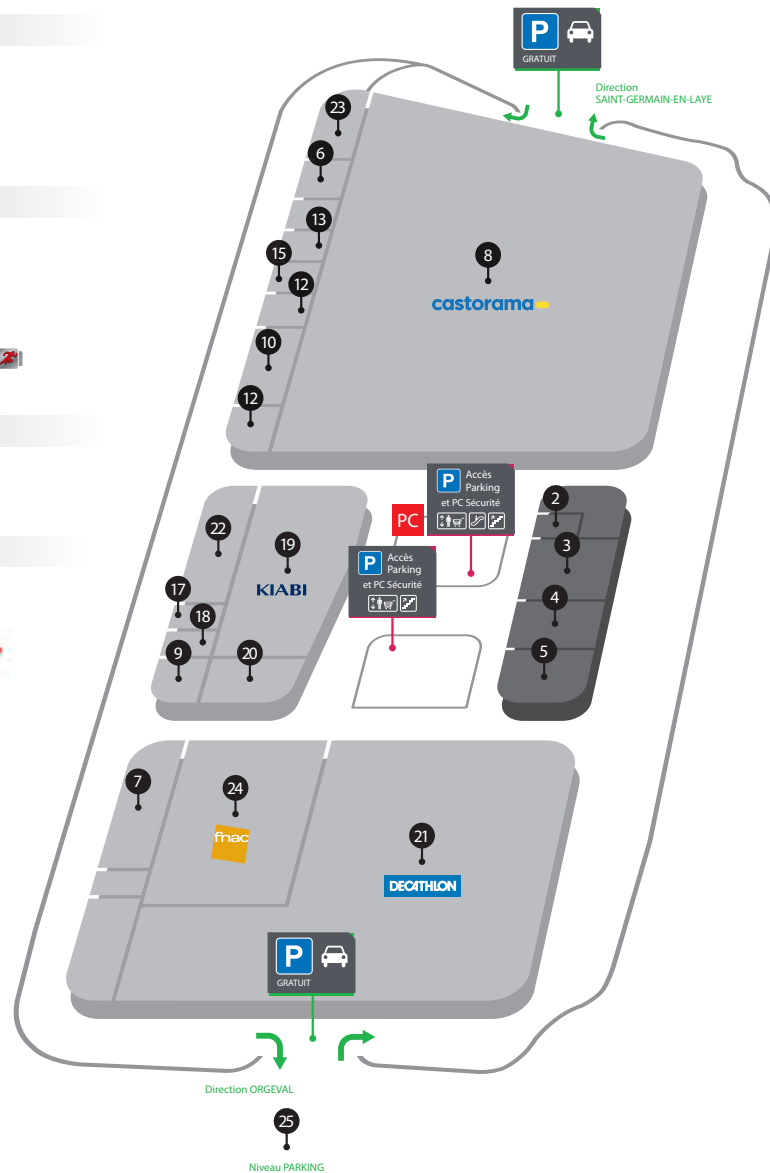 P
GRATUIT
Direction
SAINT-GERMAIN-EN-LAYE
23
6
13
15
12
10
12
8
castorama
P
Accès
Parking
et PC Sécurité
PC
P
Accès
Parking
et PC Sécurité
22
19
KIABI
17
18
9
20
2
3
4
5
7
24
fnac
21
DECATHLON
P
GRATUIT
Direction ORGEVAL
25
Niveau PARKING